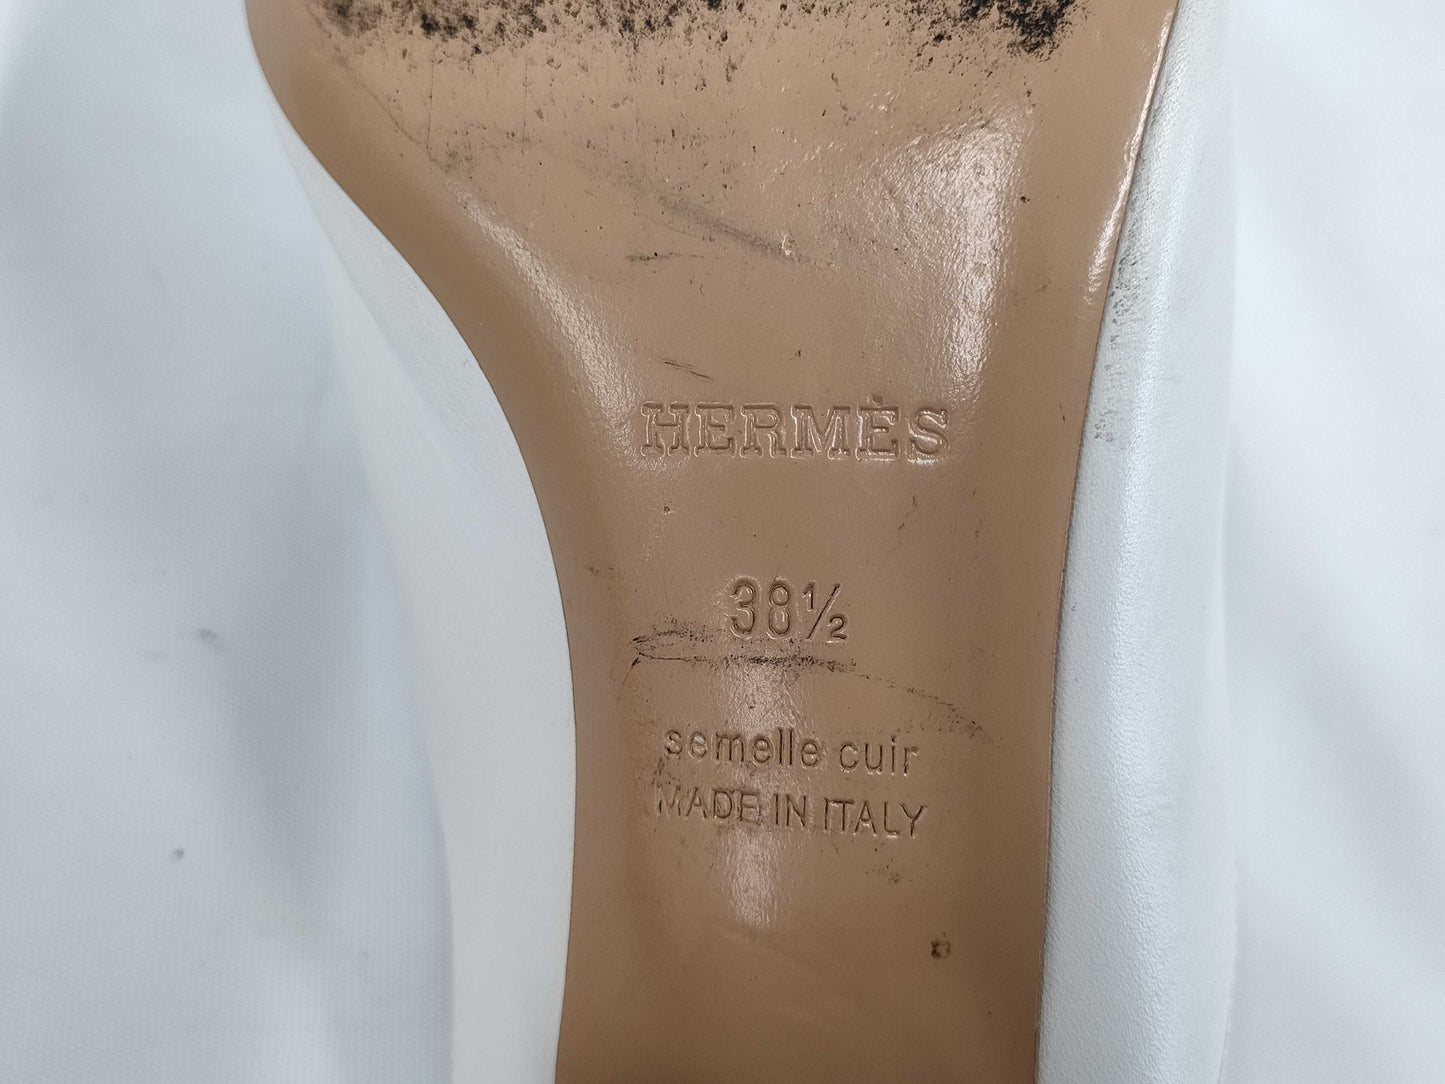 HERMÈS
38½
semelle cuir
MADE IN ITALY